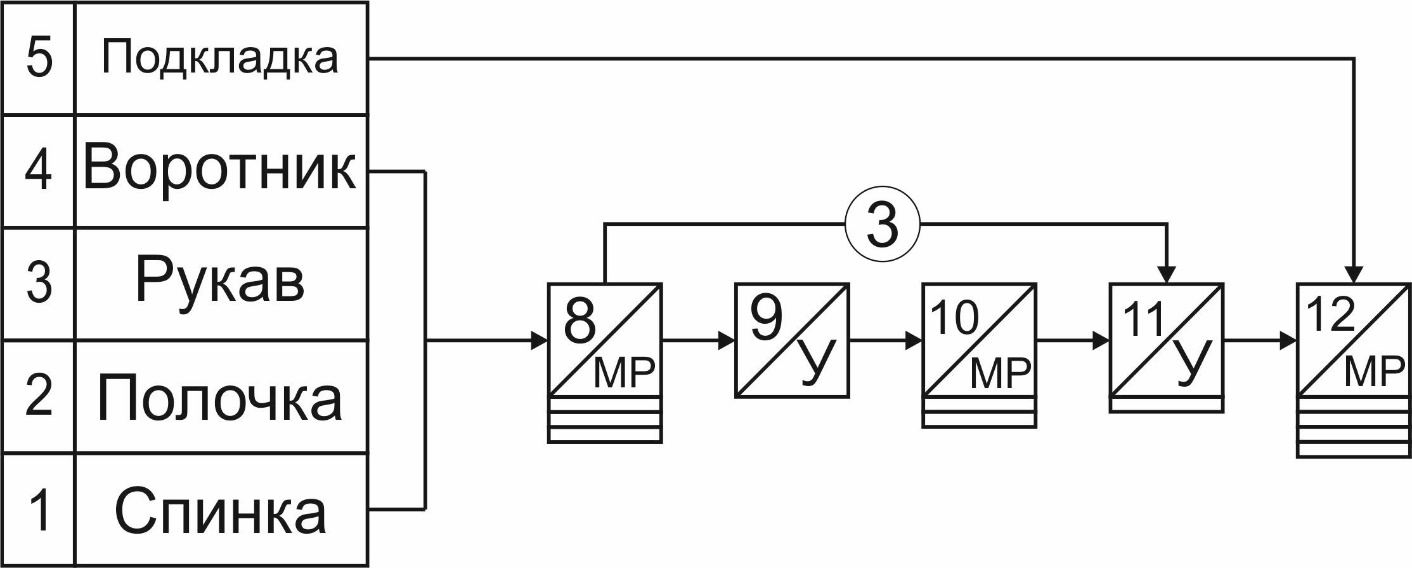 5 Подкладка
4 Воротник
3 Рукав
2 Полочка
1 Спинка
3
8 МР
9 У
10 МР
11 У
12 МР